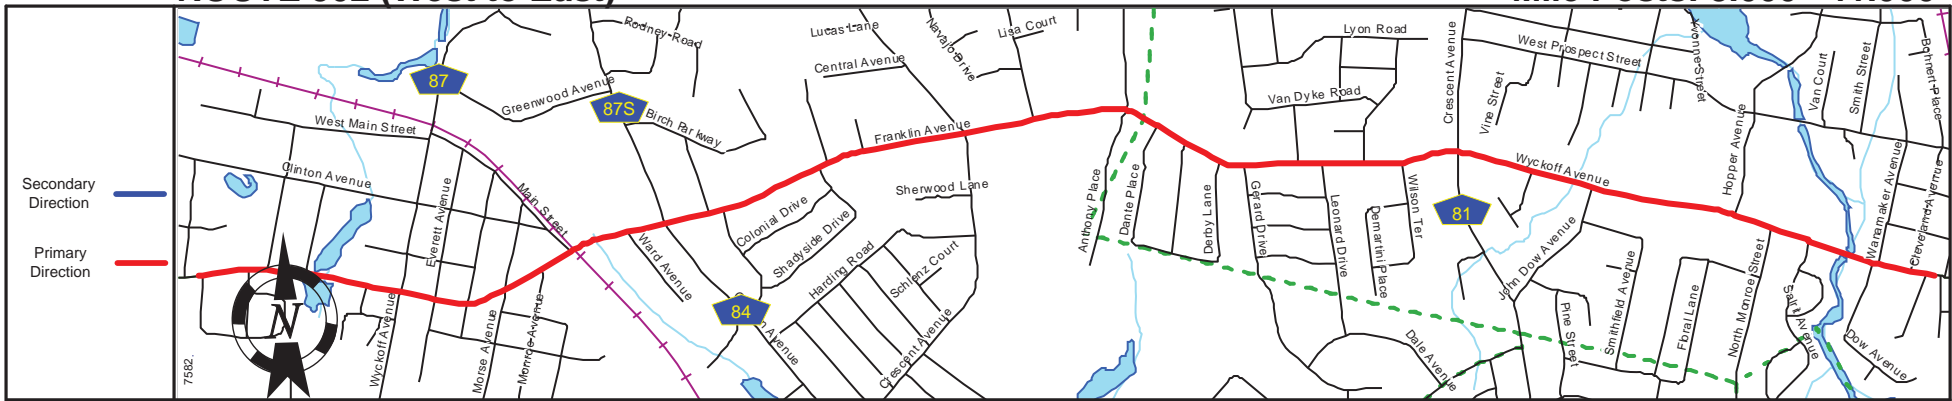 Secondary
Direction
Primary
Direction
87
87S
84
81
N
7582.
Rodney Road
Lucas Lane
Navajo Drive
Lisa Court
Lyon Road
Crescent Avenue
West Prospect Street
Yvonne Street
Van Court
Smith Street
Bohnert Place
Central Avenue
Greenwood Avenue
Birch Parkway
Van Dyke Road
Vine Street
West Main Street
Franklin Avenue
Hopper Avenue
Clinton Avenue
Main Street
Everett Avenue
Sherwood Lane
Wyckoff Avenue
Anthony Place
Dante Place
Derby Lane
Gerard Drive
Leonard Drive
Demartini Place
Wilson Ter
Colonial Drive
Shadyside Drive
Harding Road
Schlenz Court
Ward Avenue
Wanamaker Avenue
Cleveland Avenue
John Dow Avenue
Wyckoff Avenue
Morse Avenue
Monroe Avenue
Crescent Avenue
Dale Avenue
Pine Street
Smithfield Avenue
Floral Lane
North Monroe Street
Dow Avenue